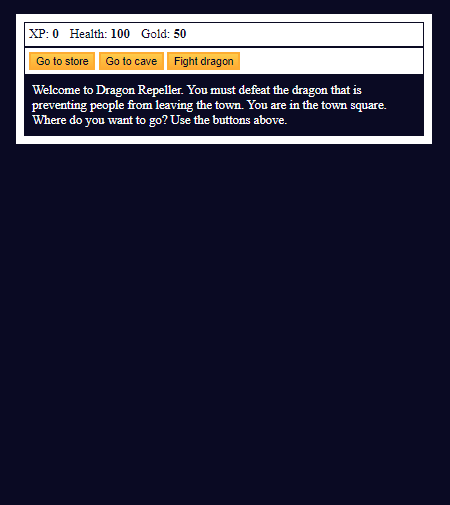 XP: 0 Health: 100 Gold: 50
Go to store Go to cave Fight dragon
Welcome to Dragon Repeller. You must defeat the dragon that is
preventing people from leaving the town. You are in the town square.
Where do you want to go? Use the buttons above.